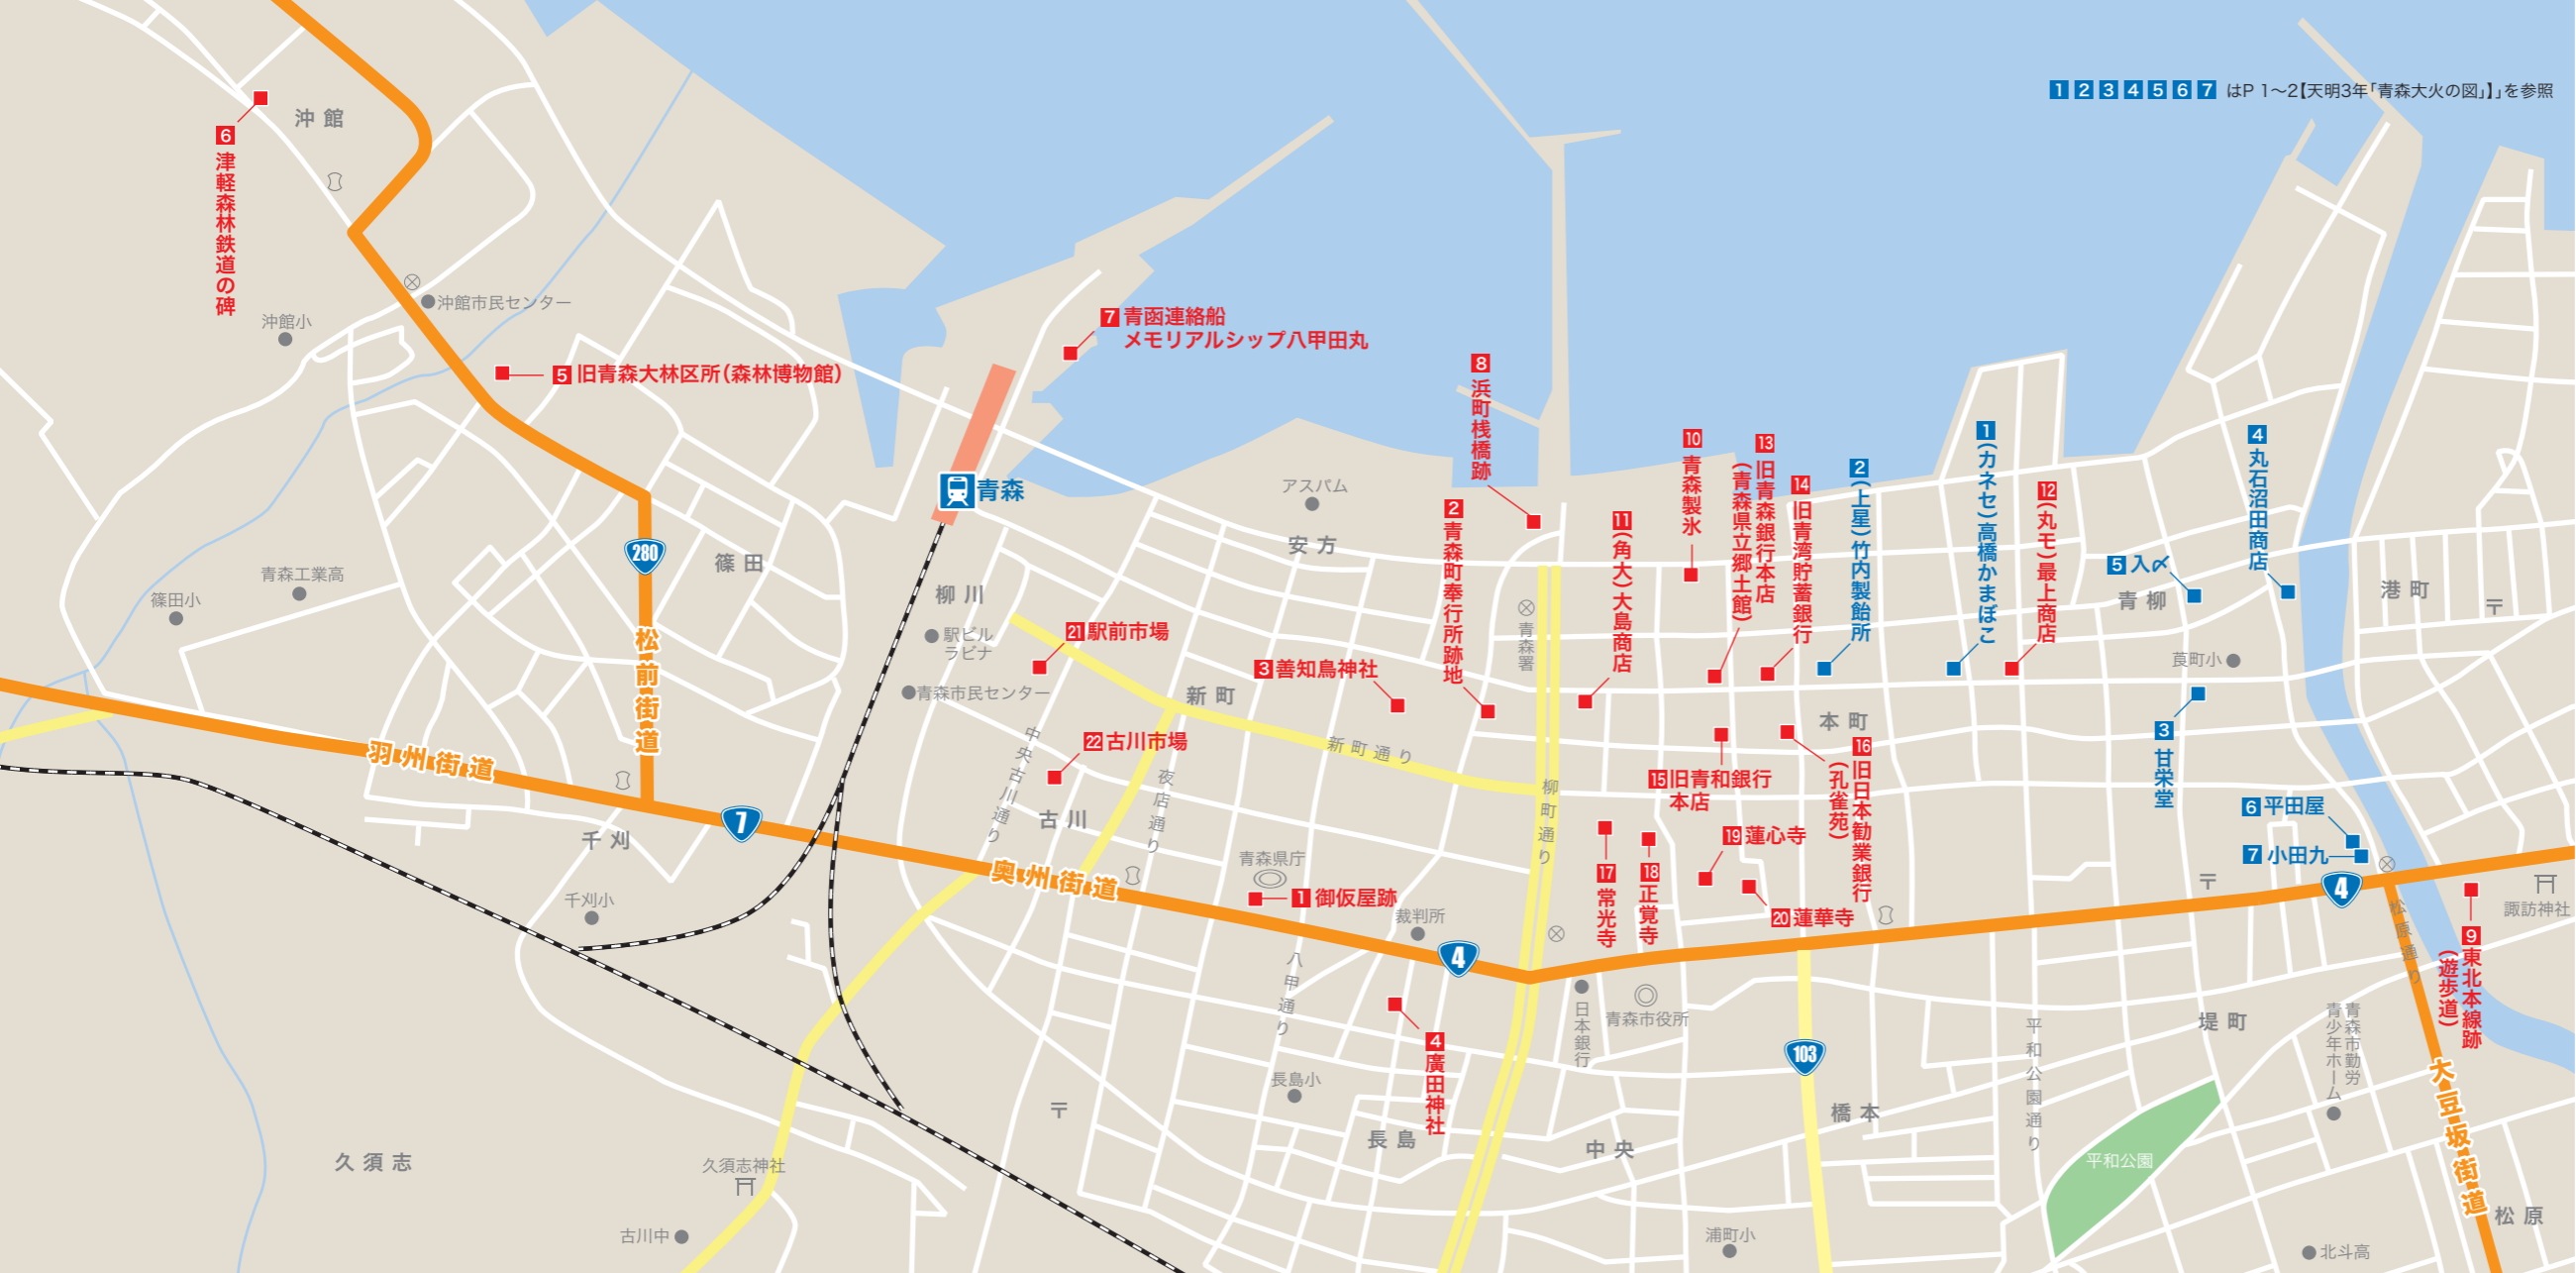 1 2 3 4 5 6 7 はP 1〜2【天明3年「青森大火の図」】」を参照
6 津軽森林鉄道の碑
沖館
沖館市民センター
沖館小
5 旧青森大林区所（森林博物館）
7 青函連絡船
メモリアルシップ八甲田丸
青森
280
松前街道
篠田
青森工業高
篠田小
羽州街道
7
千刈
千刈小
久須志
久須志神社
古川中
柳川
駅ビル
ラビナ
青森市民センター
21 駅前市場
22 古川市場
中央古川通り
古川
夜店通り
新町
新町通り
奥州街道
アスパム
安方
3 善知鳥神社
2 青森町奉行所跡地
8 浜町桟橋跡
青森署
柳町通り
青森県庁
1 御仮屋跡
裁判所
4
八甲通り
4 廣田神社
長島小
長島
11 (角大)大島商店
10 青森製氷
13 旧青森銀行本店
(青森県立郷土館)
14 旧青湾貯蓄銀行
2 (上星)竹内製飴所
1 (カネセ)高橋かまぼこ
12 (丸モ)最上商店
4 丸石沼田商店
5 入〆
青柳
莨町小
3 甘栄堂
港町
〒
本町
15 旧青和銀行
本店
16 旧日本勧業銀行
(孔雀苑)
17 常光寺
18 正覚寺
19 蓮心寺
20 蓮華寺
6 平田屋
7 小田九
〒
4
諏訪神社
9 東北本線跡
(遊歩道)
松原通り
日本銀行
青森市役所
103
中央
橋本
平和公園通り
平和公園
堤町
青森市勤労
青少年ホーム
大豆坂街道
松原
浦町小
北斗高
〒